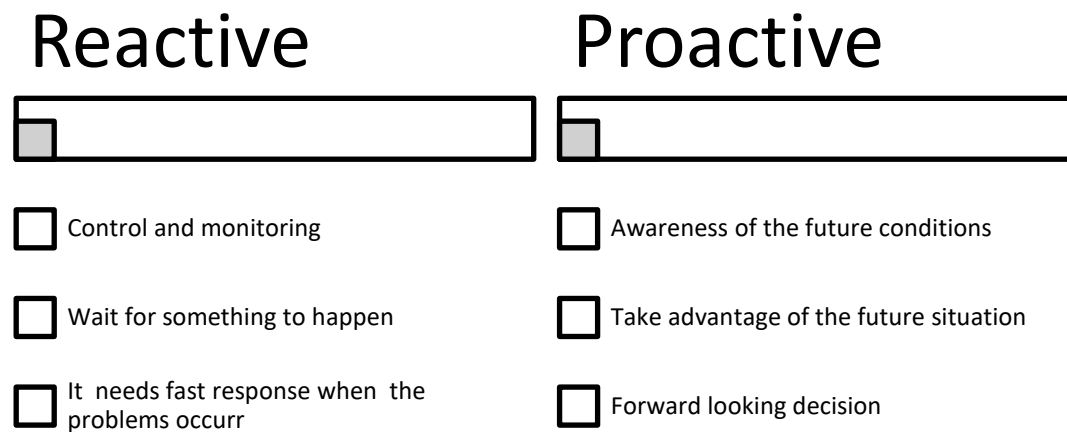 Reactive
Control and monitoring
Wait for something to happen
It  needs fast response when  the
problems occurr
Proactive
Awareness of the future conditions
Take advantage of the future situation
Forward looking decision